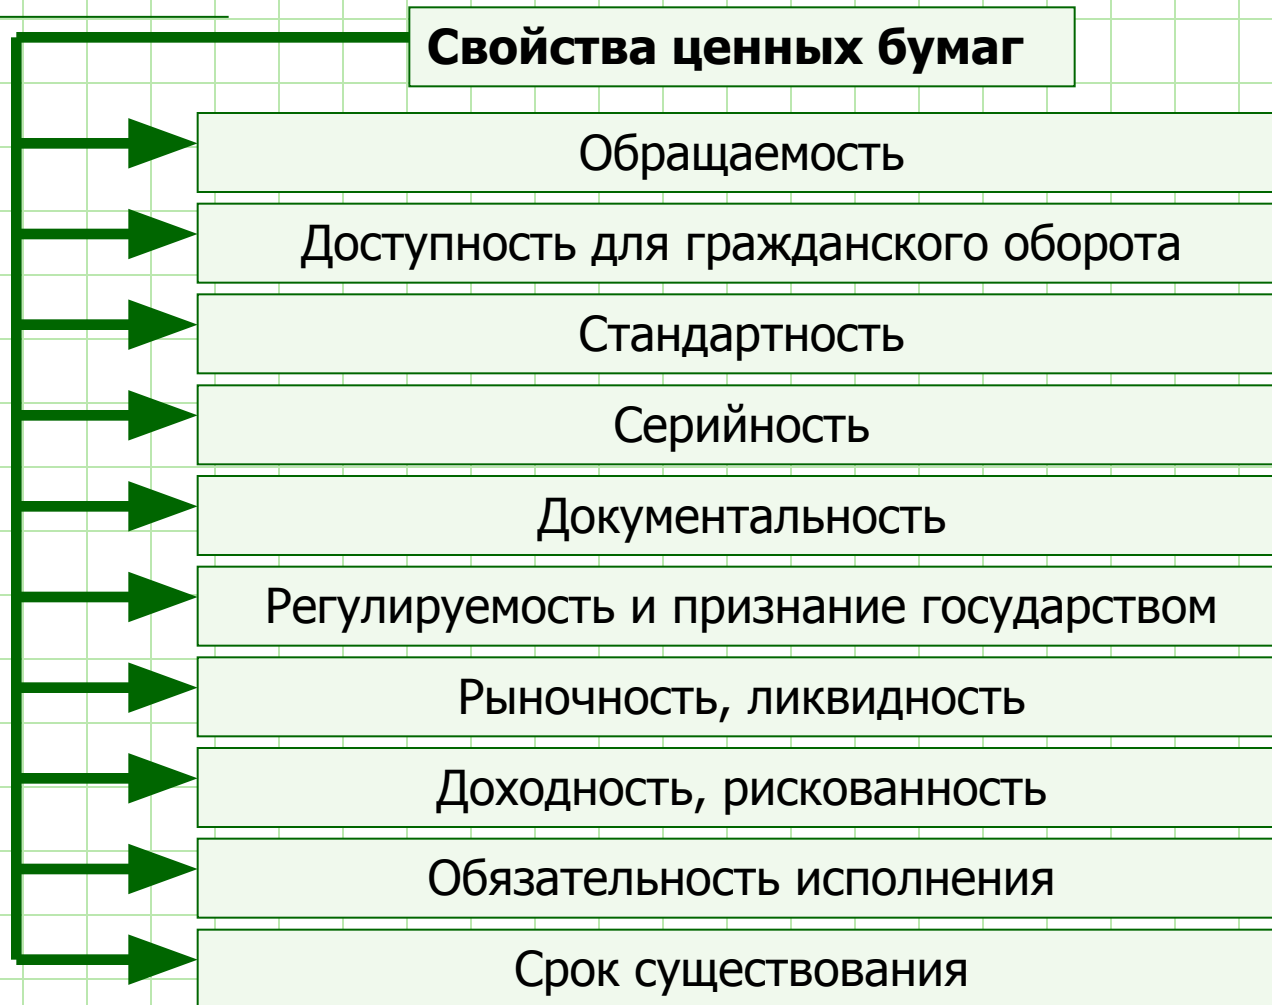 Свойства ценных бумаг
Обращаемость
Доступность для гражданского оборота
Стандартность
Серийность
Документальность
Регулируемость и признание государством
Рыночность, ликвидность
Доходность, рискованность
Обязательность исполнения
Срок существования